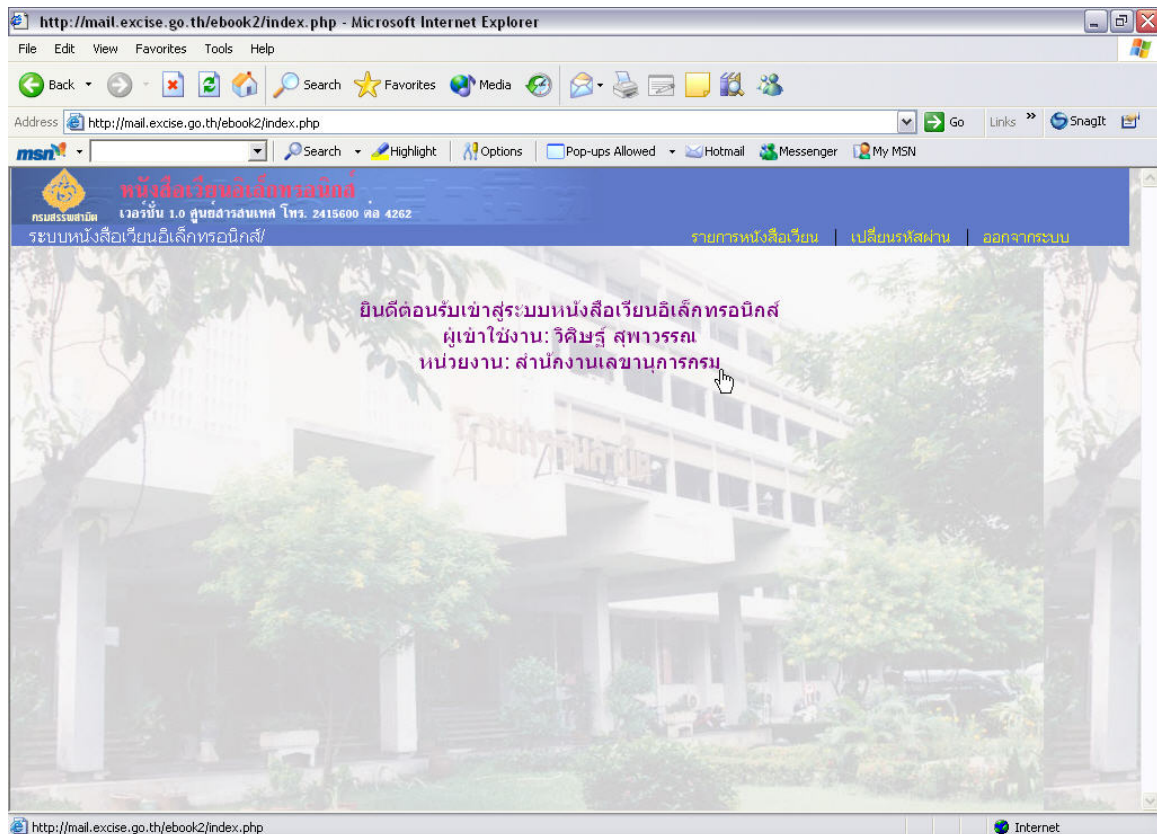 http://mail.excise.go.th/ebook2/index.php - Microsoft Internet Explorer
File Edit View Favorites Tools Help
Back Search Favorites Media
Address http://mail.excise.go.th/ebook2/index.php Go Links » SnagIt
msn Search Highlight Options Pop-ups Allowed Hotmail Messenger My MSN
หนังสือเวียนอิเล็กทรอนิกส์
กรมสรรพสามิต เวอร์ชั่น 1.0 ศูนย์สารสนเทศ โทร. 2415600 ต่อ 4262
ระบบหนังสือเวียนอิเล็กทรอนิกส์/ รายการหนังสือเวียน | เปลี่ยนรหัสผ่าน | ออกจากระบบ
ยินดีต้อนรับเข้าสู่ระบบหนังสือเวียนอิเล็กทรอนิกส์
ผู้เข้าใช้งาน: วิศิษฐ์ สุพาวรรณ
หน่วยงาน: สำนักงานเลขานุการกรม
กรมสรรพสามิต
http://mail.excise.go.th/ebook2/index.php Internet